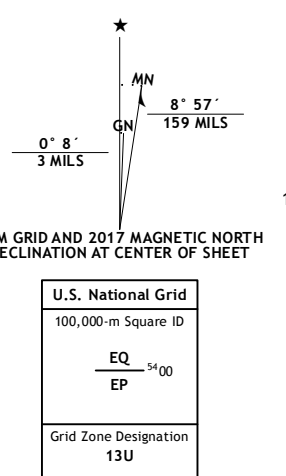 ★
MN
8° 57´
159 MILS
GN
0° 8´
3 MILS
M GRID AND 2017 MAGNETIC NORTH
ECLINATION AT CENTER OF SHEET
U.S. National Grid
100,000-m Square ID
EQ
5400
EP
Grid Zone Designation
13U